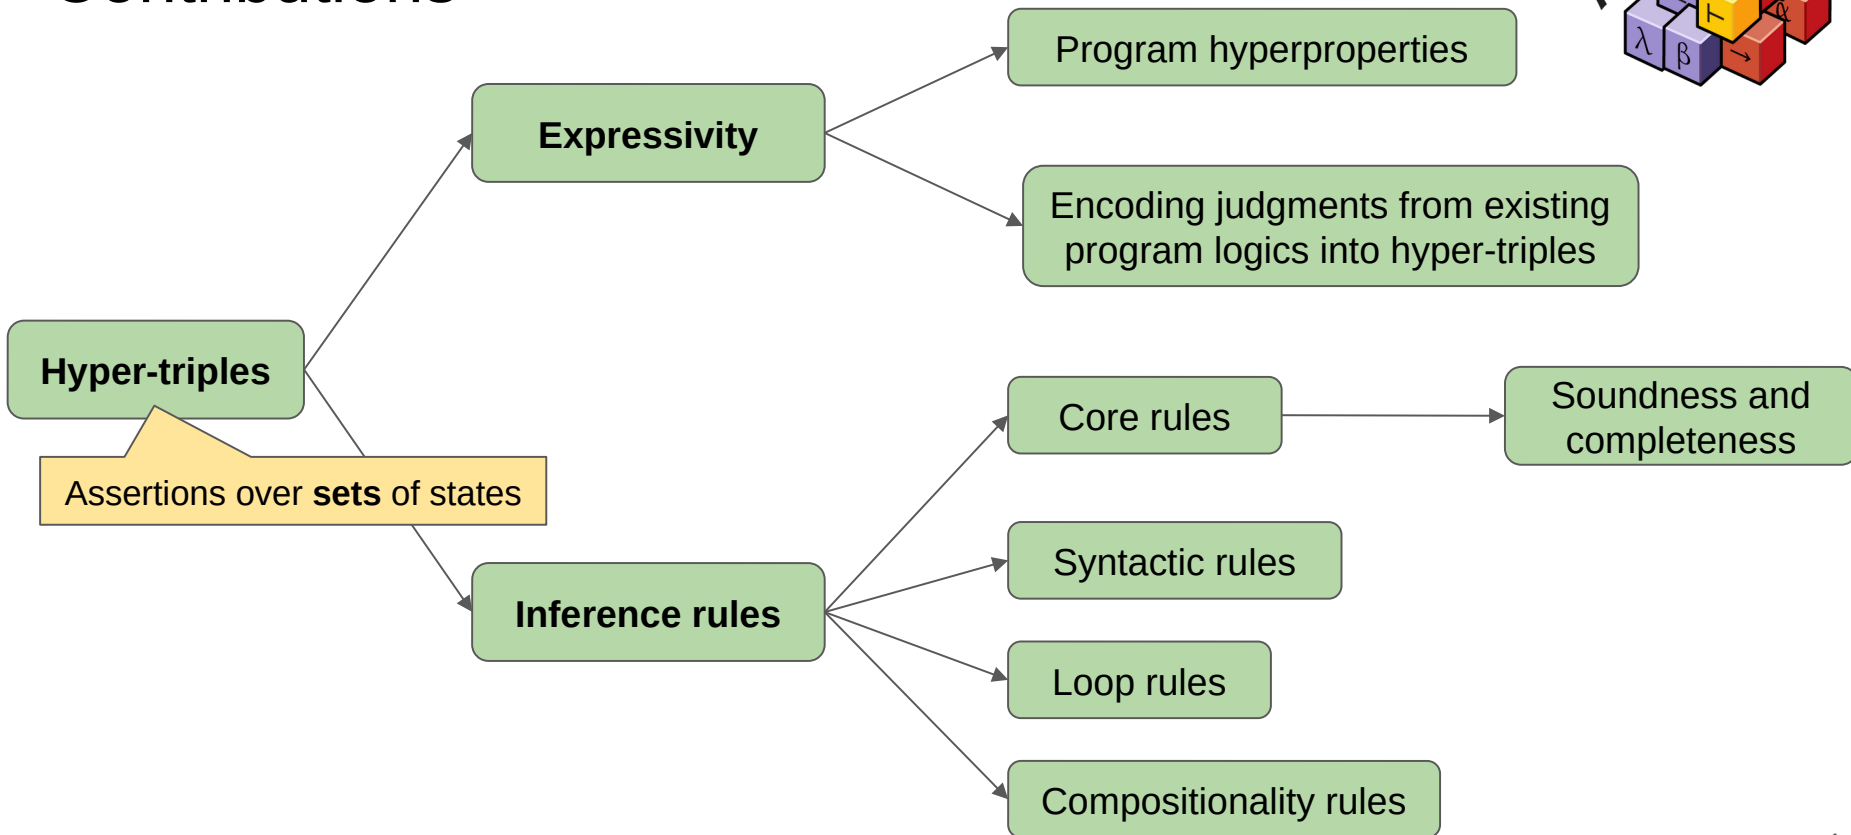 Contributions
Program hyperproperties
Expressivity
Encoding judgments from existing
program logics into hyper-triples
Hyper-triples
Assertions over sets of states
Core rules
Soundness and
completeness
Syntactic rules
Inference rules
Loop rules
Compositionality rules
λ
β
→
α